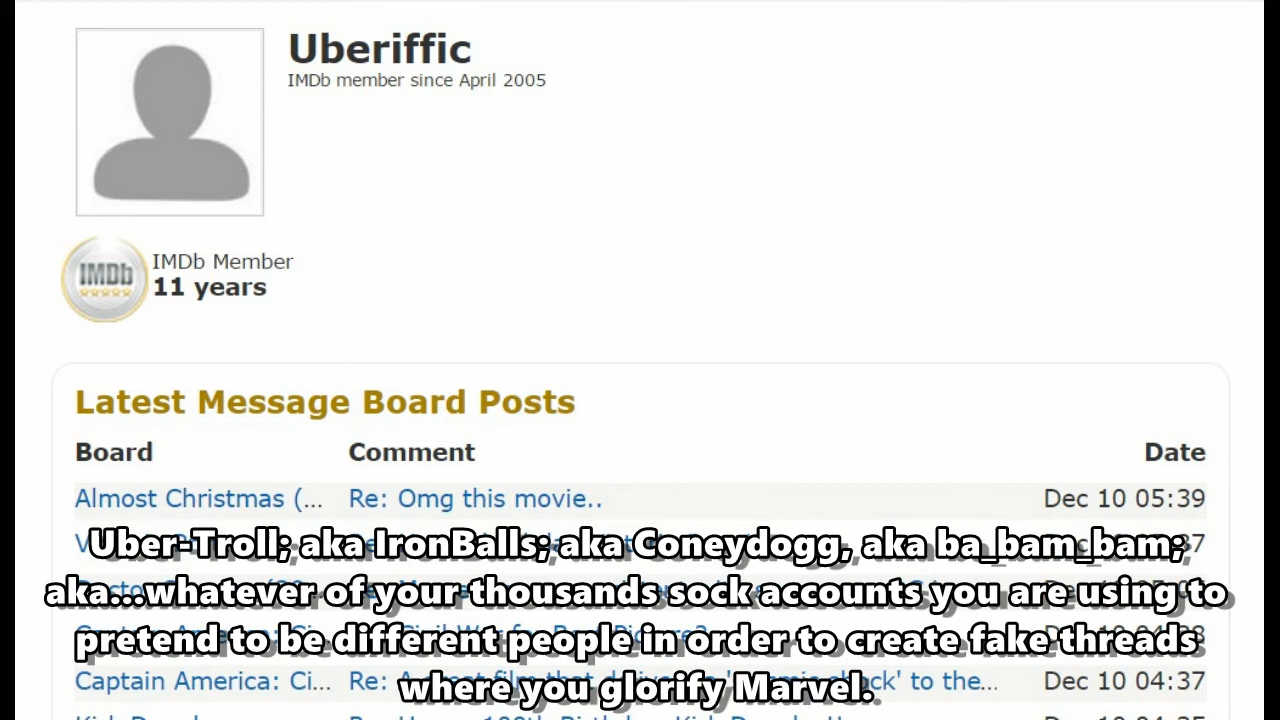 Uberiffic
IMDb member since April 2005
IMDb
IMDb Member
11 years
Latest Message Board Posts
Board Comment Date
Almost Christmas (... Re: Omg this movie.. Dec 10 05:39
Uber-Troll; aka IronBalls; aka Coneydogg, aka ba_bam_bam;
aka...whatever of your thousands sock accounts you are using to
pretend to be different people in order to create fake threads
Captain America: Ci... Re: to the... Dec 10 04:37
where you glorify Marvel.